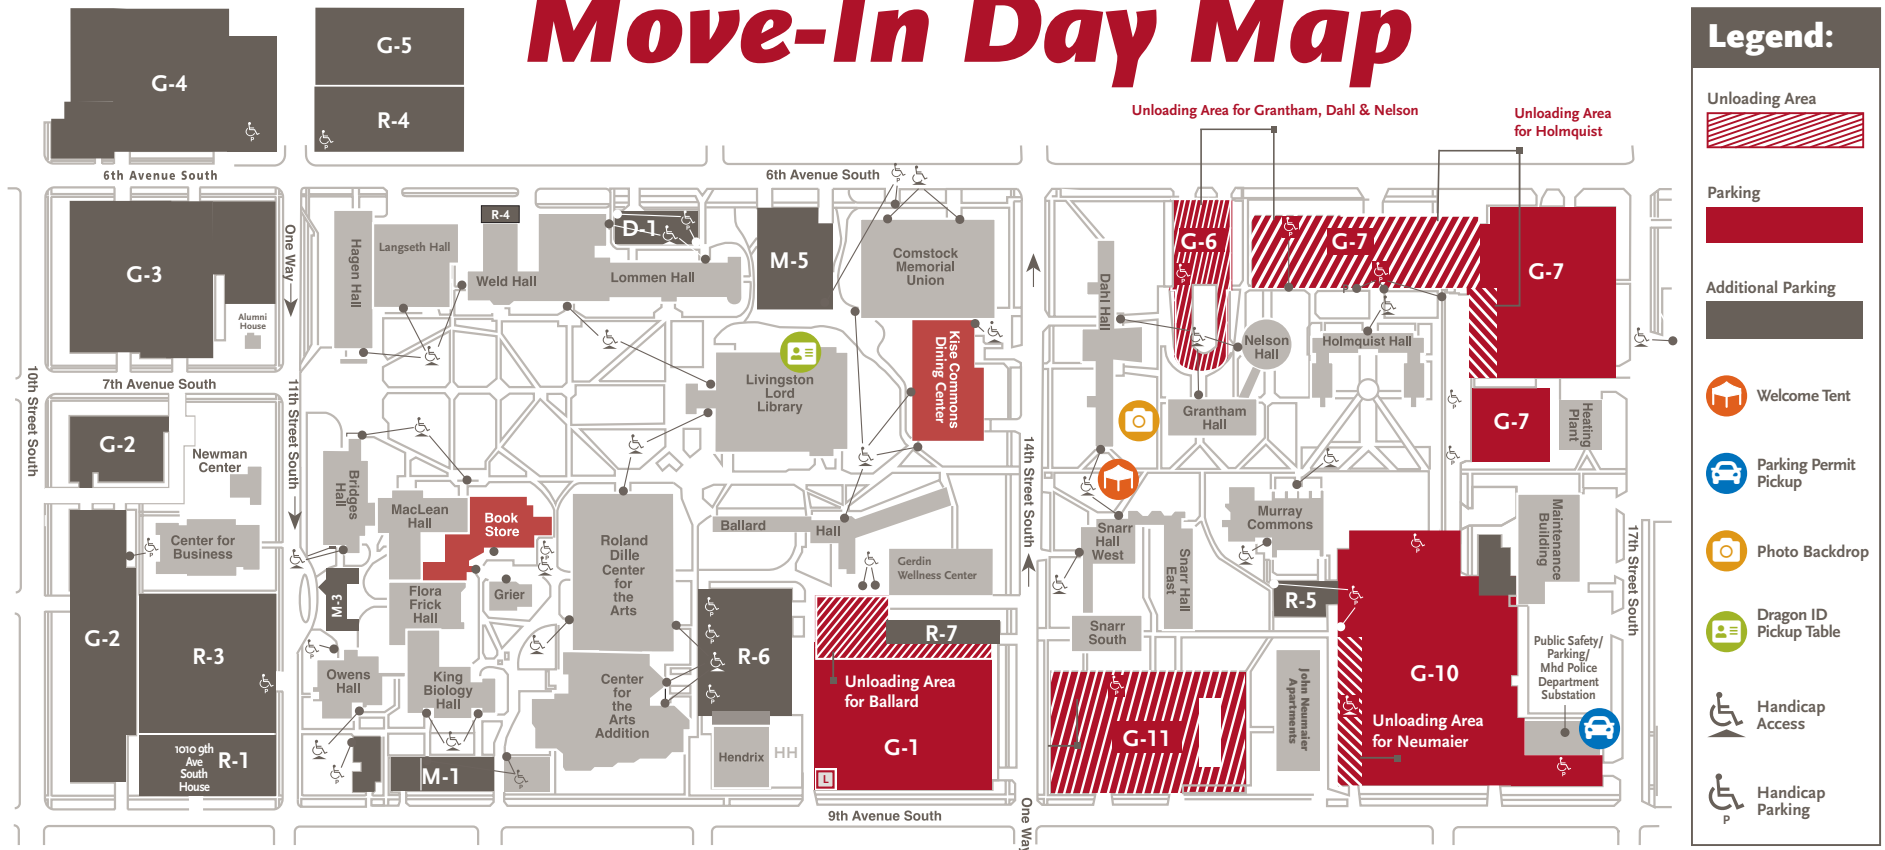 Move-In Day Map
Legend:
Unloading Area
Parking
Additional Parking
Welcome Tent
Parking Permit
Pickup
Photo Backdrop
Dragon ID
Pickup Table
Handicap
Access
Handicap
Parking
P
G-4
G-5
R-4
6th Avenue South
6th Avenue South
Unloading Area for Grantham, Dahl & Nelson
Unloading Area
for Holmquist
G-3
Alumni
House
One Way
7th Avenue South
10th Street South
11th Street South
Hagen Hall
Langseth Hall
R-4
Weld Hall
D-1
Lommen Hall
M-5
Comstock
Memorial
Union
Kise Commons
Dining Center
Livingston
Lord
Library
14th Street South
Dahl Hall
G-6
G-7
G-7
Nelson
Hall
Holmquist Hall
Grantham
Hall
G-7
Heating
Plant
G-2
Newman
Center
Center for
Business
Bridges
Hall
MacLean
Hall
Book
Store
M-3
Flora
Frick
Hall
Grier
Roland
Dille
Center
for
the
Arts
Ballard
Hall
Gerdin
Wellness Center
Snarr
Hall
West
Snarr Hall
East
Murray
Commons
Maintenance
Building
17th Street South
G-2
R-3
1010 9th
Ave
South
House
R-1
Owens
Hall
King
Biology
Hall
M-1
Center
for
the
Arts
Addition
R-6
Hendrix
HH
R-7
Unloading Area
for Ballard
G-1
L
9th Avenue South
One Way
Snarr
South
G-11
R-5
John Neumaier
Apartments
G-10
Unloading Area
for Neumaier
Public Safety/
Parking/
Mhd Police
Department
Substation